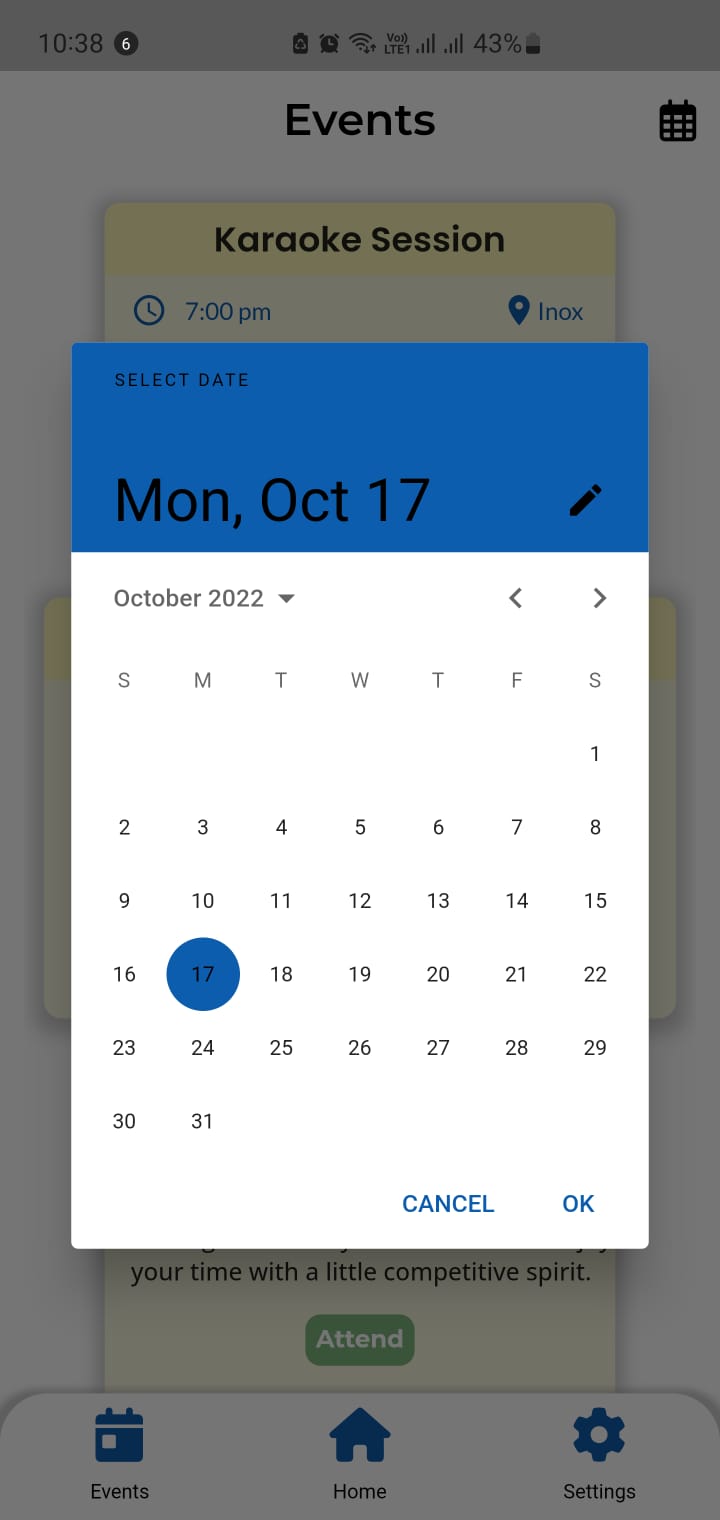 10:38 6 Vo)) LTE1 43%
Events
Karaoke Session
7:00 pm Inox
SELECT DATE
Mon, Oct 17
October 2022
S M T W T F S
1
2 3 4 5 6 7 8
9 10 11 12 13 14 15
16 17 18 19 20 21 22
23 24 25 26 27 28 29
30 31
CANCEL OK
your time with a little competitive spirit.
Attend
Events Home Settings